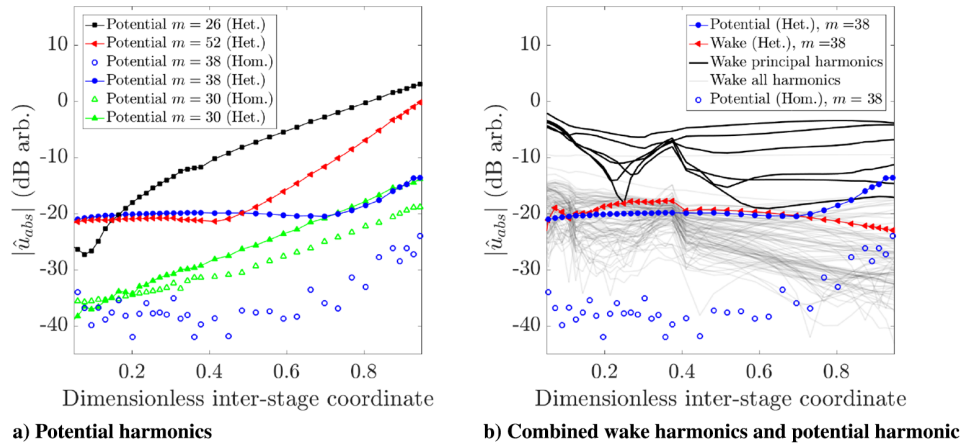 Potential m = 26 (Het.)
Potential m = 52 (Het.)
Potential m = 38 (Hom.)
Potential m = 38 (Het.)
Potential m = 30 (Hom.)
Potential m = 30 (Het.)
10
0
-10
-20
-30
-40
|û_abs| (dB arb.)
0.2 0.4 0.6 0.8
Dimensionless inter-stage coordinate
a) Potential harmonics
Potential (Het.), m =38
Wake (Het.), m =38
Wake principal harmonics
Wake all harmonics
Potential (Hom.), m = 38
10
0
-10
-20
-30
-40
|û_abs| (dB arb.)
0.2 0.4 0.6 0.8
Dimensionless inter-stage coordinate
b) Combined wake harmonics and potential harmonic